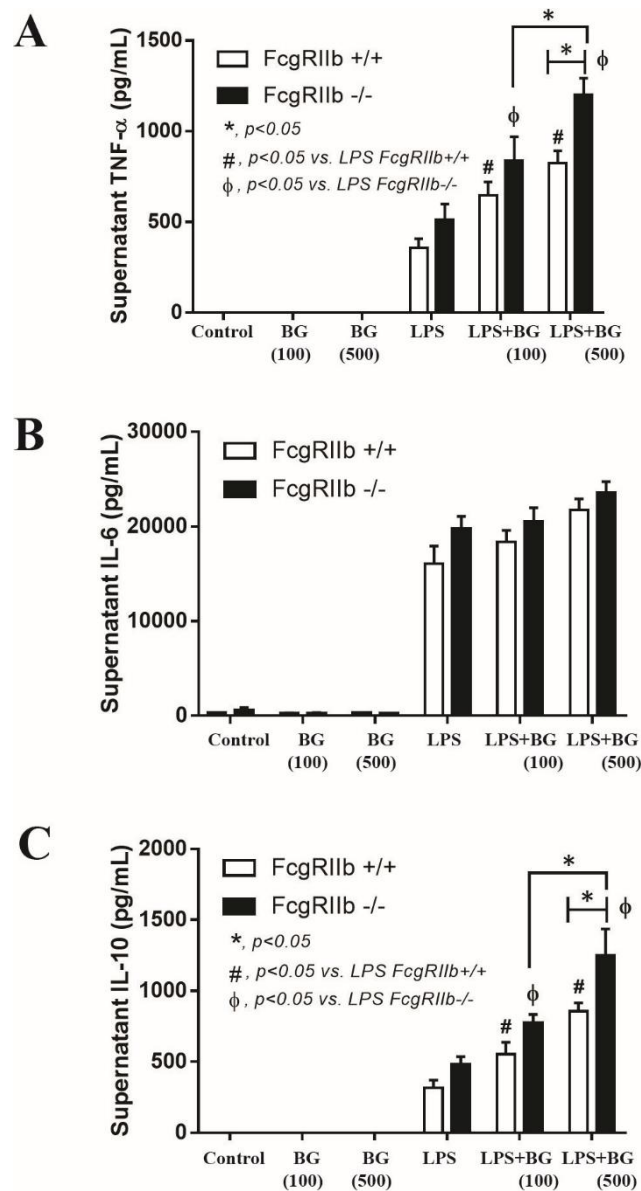 A
Supernatant TNF-α (pg/mL)
1500
1000
500
0
FcgRIIb +/+
FcgRIIb -/-
*, p<0.05
#, p<0.05 vs. LPS FcgRIIb+/+
ϕ, p<0.05 vs. LPS FcgRIIb-/-
*
* ϕ
# ϕ #
Control BG BG LPS LPS+BG LPS+BG
(100) (500) (100) (500)
B
Supernatant IL-6 (pg/mL)
30000
20000
10000
0
FcgRIIb +/+
FcgRIIb -/-
Control BG BG LPS LPS+BG LPS+BG
(100) (500) (100) (500)
C
Supernatant IL-10 (pg/mL)
2000
1500
1000
500
0
FcgRIIb +/+
FcgRIIb -/-
*, p<0.05
#, p<0.05 vs. LPS FcgRIIb+/+
ϕ, p<0.05 vs. LPS FcgRIIb-/-
*
* ϕ
# ϕ #
Control BG BG LPS LPS+BG LPS+BG
(100) (500) (100) (500)